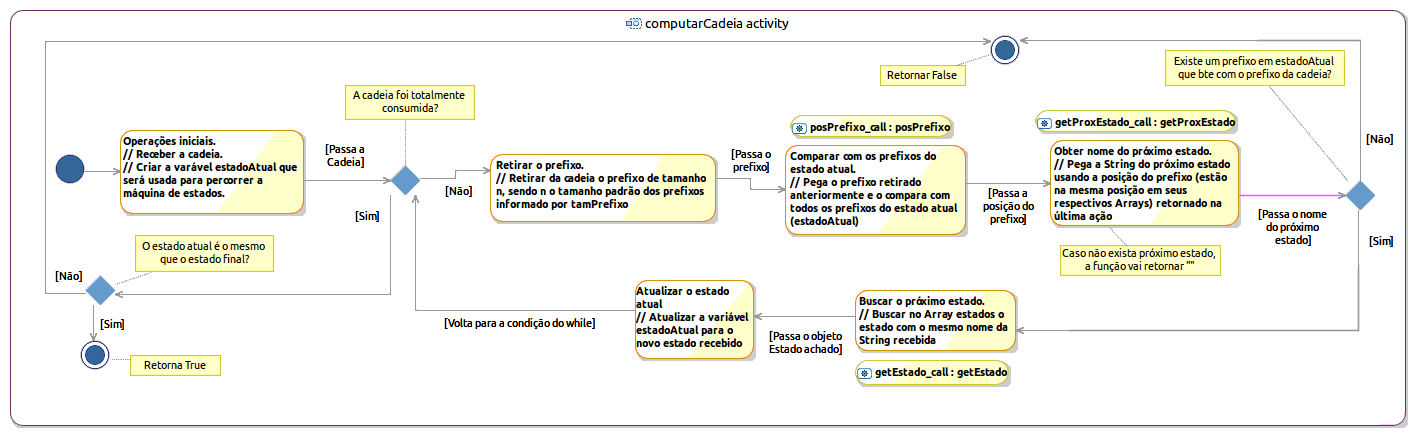 computarCadeia activity
Retornar False
Existe um prefixo em estadoAtual
que bte com o prefixo da cadeia?
A cadeia foi totalmente
consumida?
Operações iniciais.
// Receber a cadeia.
// Criar a varável estadoAtual que
será usada para percorrer a
máquina de estados.
[Passa a
Cadeia]
[Não]
[Sim]
Retirar o prefixo.
// Retirar da cadeia o prefixo de tamanho
n, sendo n o tamanho padrão dos prefixos
informado por tamPrefixo
[Passa o
prefixo]
posPrefixo_call : posPrefixo
Comparar com os prefixos do
estado atual.
// Pega o prefixo retirado
anteriormente e o compara com
todos os prefixos do estado atual
(estadoAtual)
[Passa a
posição do
prefixo]
getProxEstado_call : getProxEstado
Obter nome do próximo estado.
// Pega a String do próximo estado
usando a posição do prefixo (estão
na mesma posição em seus
respectivos Arrays) retornado na
última ação
Caso não exista próximo estado,
a função vai retornar ""
[Passa o nome
do próximo
estado]
[Não]
[Sim]
O estado atual é o mesmo
que o estado final?
[Não]
[Sim]
Retorna True
[Volta para a condição do while]
Atualizar o estado
atual
// Atualizar a variável
estadoAtual para o
novo estado recebido
[Passa o objeto
Estado achado]
Buscar o próximo estado.
// Buscar no Array estados o
estado com o mesmo nome da
String recebida
getEstado_call : getEstado